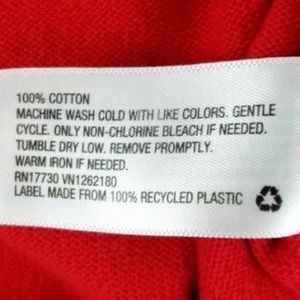 100% COTTON
MACHINE WASH COLD WITH LIKE COLORS. GENTLE
CYCLE. ONLY NON-CHLORINE BLEACH IF NEEDED.
TUMBLE DRY LOW. REMOVE PROMPTLY.
WARM IRON IF NEEDED.
RN17730 VN1262180
LABEL MADE FROM 100% RECYCLED PLASTIC